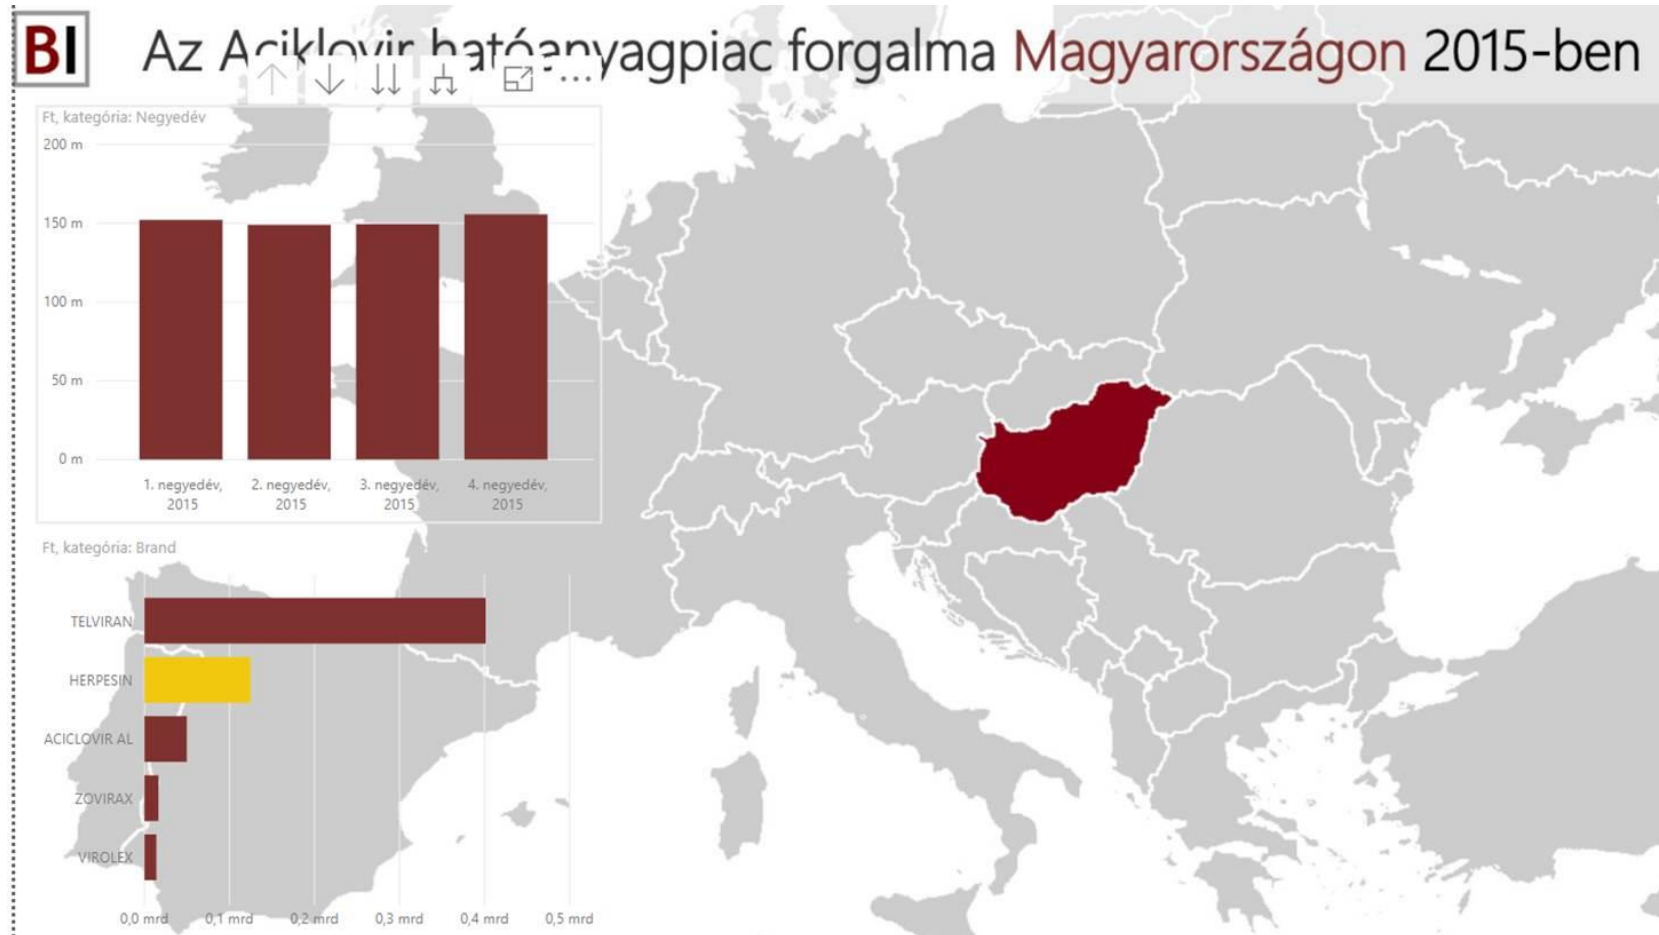 BI
Az Aciklovir hatóanyagpiac forgalma Magyarországon 2015-ben
Ft, kategória: Negyedév
200 m
150 m
100 m
50 m
0 m
1. negyedév, 2. negyedév, 3. negyedév, 4. negyedév,
2015 2015 2015 2015
Ft, kategória: Brand
TELVIRAN
HERPESIN
ACICLOVIR AL
ZOVIRAX
VIROLEX
0,0 mrd 0,1 mrd 0,2 mrd 0,3 mrd 0,4 mrd 0,5 mrd